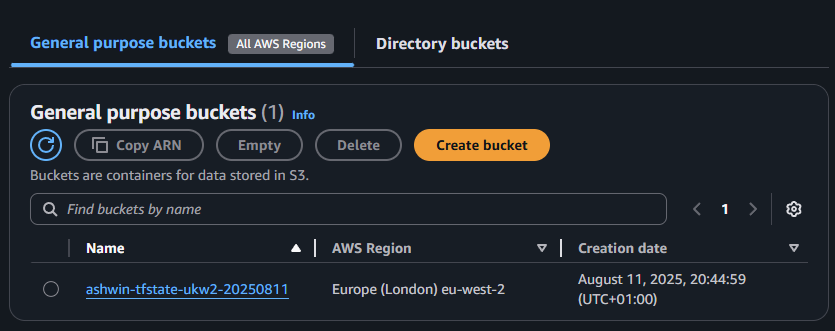 General purpose buckets All AWS Regions Directory buckets
General purpose buckets (1) Info
Copy ARN Empty Delete Create bucket
Buckets are containers for data stored in S3.
Find buckets by name 1
Name AWS Region Creation date
ashwin-tfstate-ukw2-20250811 Europe (London) eu-west-2 August 11, 2025, 20:44:59
(UTC+01:00)